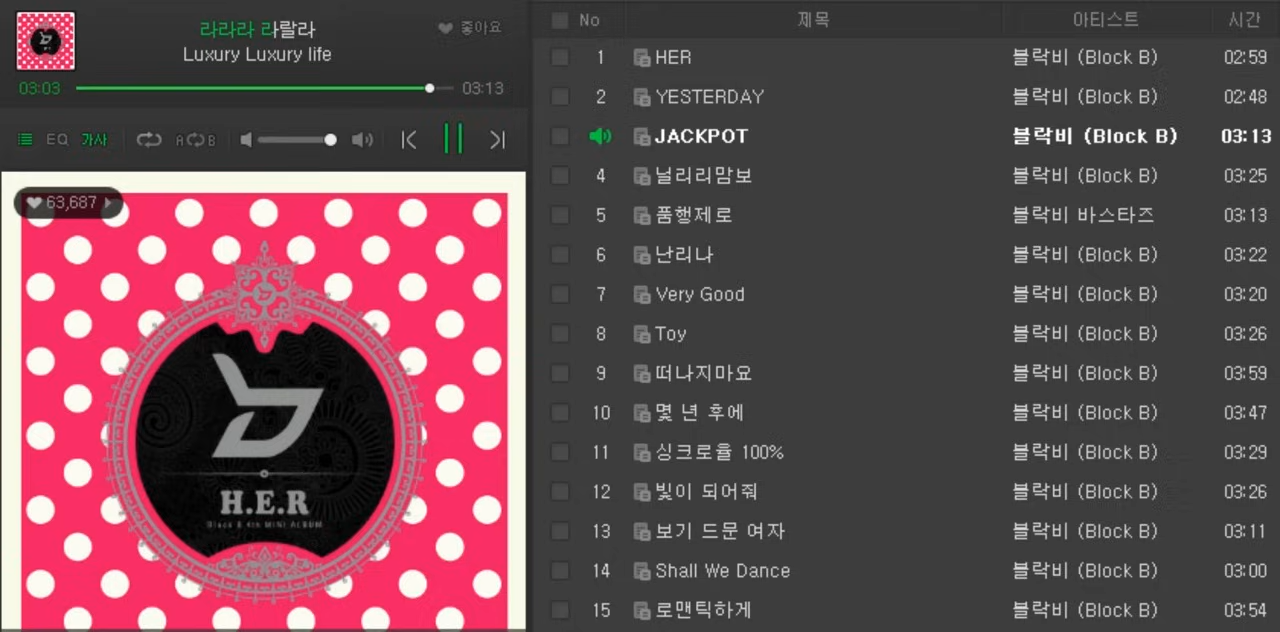 라라라 라랄라
좋아요
Luxury Luxury life
03:03 03:13
EQ 가사 A B
63,687
H.E.R
Block B 4th MINI ALBUM
No 제목 아티스트 시간
1 HER 블락비 (Block B) 02:59
2 YESTERDAY 블락비 (Block B) 02:48
JACKPOT 블락비 (Block B) 03:13
4 닐리리맘보 블락비 (Block B) 03:25
5 품행제로 블락비 바스타즈 03:13
6 난리나 블락비 (Block B) 03:22
7 Very Good 블락비 (Block B) 03:20
8 Toy 블락비 (Block B) 03:26
9 떠나지마요 블락비 (Block B) 03:59
10 몇 년 후에 블락비 (Block B) 03:47
11 싱크로율 100% 블락비 (Block B) 03:29
12 빛이 되어줘 블락비 (Block B) 03:26
13 보기 드문 여자 블락비 (Block B) 03:11
14 Shall We Dance 블락비 (Block B) 03:00
15 로맨틱하게 블락비 (Block B) 03:54